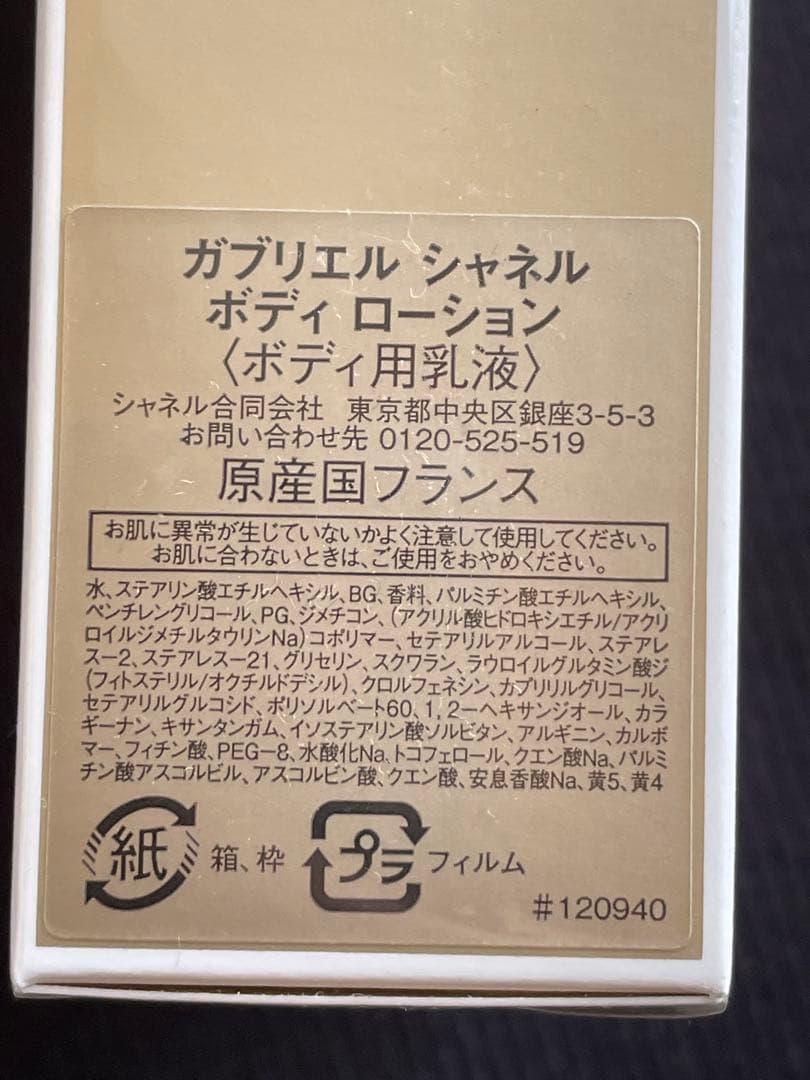 ガブリエル シャネル
ボディ ローション
〈ボディ用乳液〉
シャネル合同会社 東京都中央区銀座3-5-3
お問い合わせ先 0120-525-519
原産国フランス
お肌に異常が生じていないかよく注意して使用してください。
お肌に合わないときは、ご使用をおやめください。
水、ステアリン酸エチルヘキシル、BG、香料、パルミチン酸エチルヘキシル、
ペンチレングリコール、PG、ジメチコン、(アクリル酸ヒドロキシエチル/アクリ
ロイルジメチルタウリンNa)コポリマー、セテアリルアルコール、ステアレ
スー2、ステアレスー21、グリセリン、スクワラン、ラウロイルグルタミン酸ジ
(フィトステリル/オクチルドデシル)、クロルフェネシン、カプリリルグリコール、
セテアリルグルコシド、ポリソルベート60、1，2ーヘキサンジオール、カラ
ギーナン、キサンタンガム、イソステアリン酸ソルビタン、アルギニン、カルボ
マー、フィチン酸、PEGー8、水酸化Na、トコフェロール、クエン酸Na、パルミ
チン酸アスコルビル、アスコルビン酸、クエン酸、安息香酸Na、黄5、黄4
紙 箱、枠 プラ フィルム
#120940